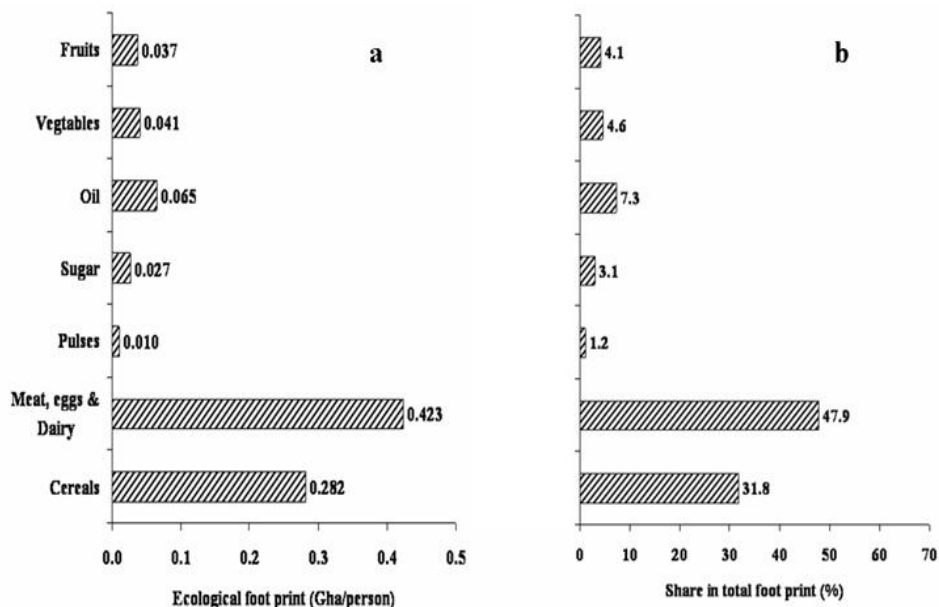 a
Fruits
0.037
Vegtables
0.041
Oil
0.065
Sugar
0.027
Pulses
0.010
Meat, eggs &
Dairy
0.423
Cereals
0.282
0.0 0.1 0.2 0.3 0.4 0.5
Ecological foot print (Gha/person)
b
4.1
4.6
7.3
3.1
1.2
47.9
31.8
0 10 20 30 40 50 60 70
Share in total foot print (%)